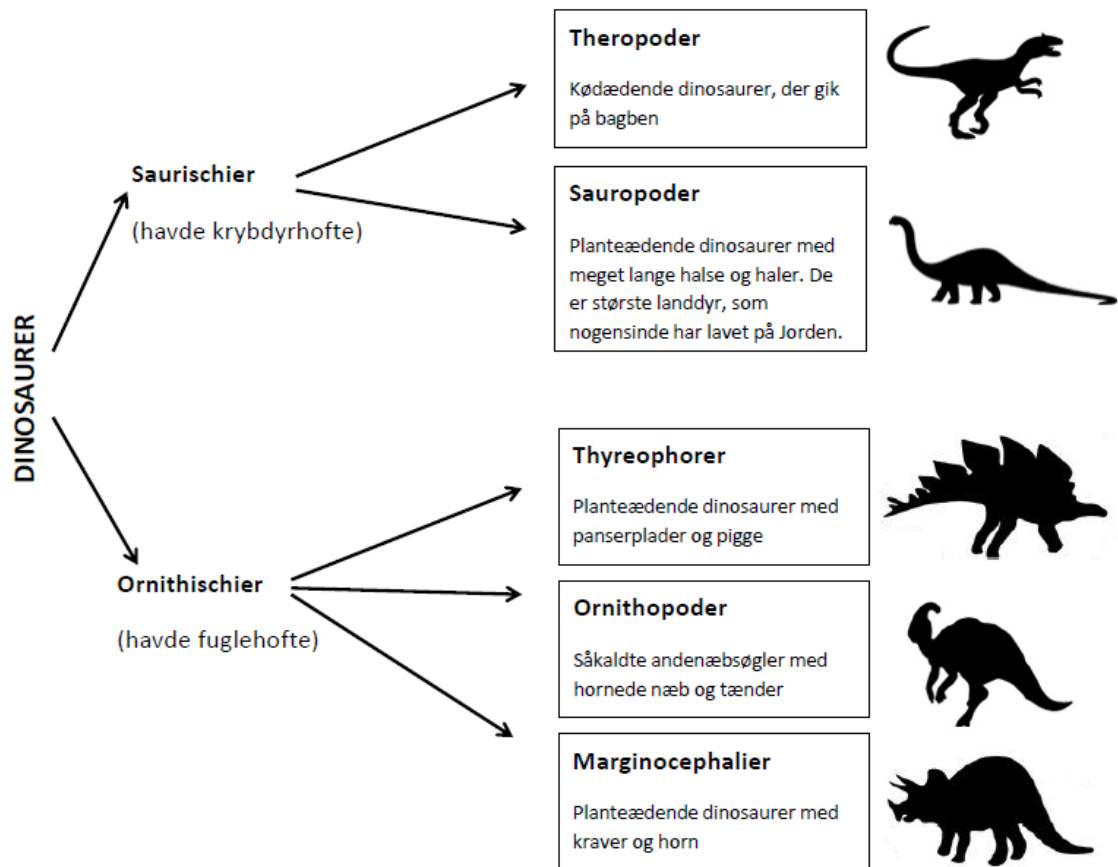 DINOSAURER
Saurischier
(havde krybdyrhofte)
Theropoder
Kødædende dinosaurer, der gik
på bagben
Sauropoder
Planteædende dinosaurer med
meget lange halse og haler. De
er største landdyr, som
nogensinde har lavet på Jorden.
Ornithischier
(havde fuglehofte)
Thyreophorer
Planteædende dinosaurer med
panserplader og pigge
Ornithopoder
Såkaldte andenæbsøgler med
hornede næb og tænder
Marginocephalier
Planteædende dinosaurer med
kraver og horn